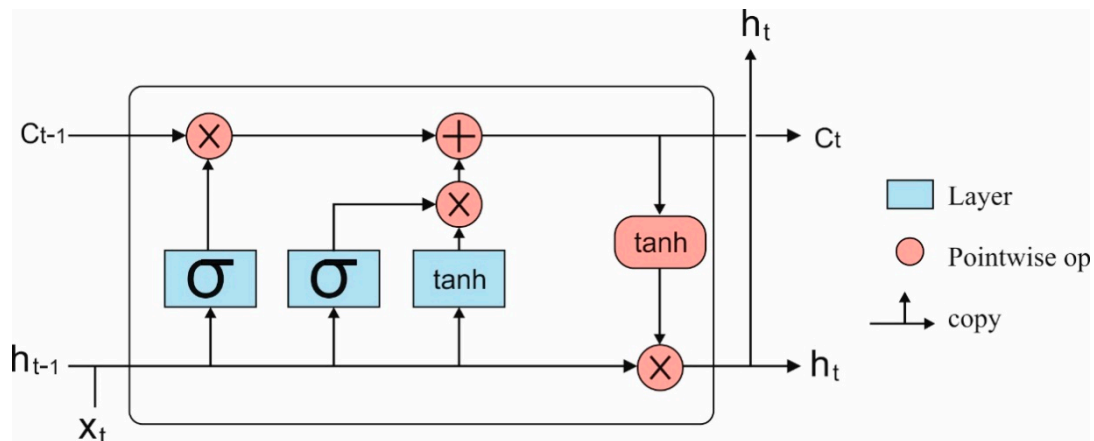 hₜ
Cₜ₋₁ × + Cₜ
× Layer
σ σ tanh tanh Pointwise op
hₜ₋₁ × hₜ copy
xₜ